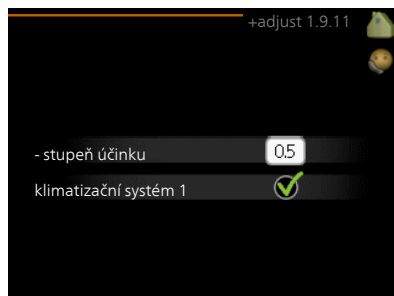 +adjust 1.9.11
- stupeň účinku 0.5
klimatizační systém 1